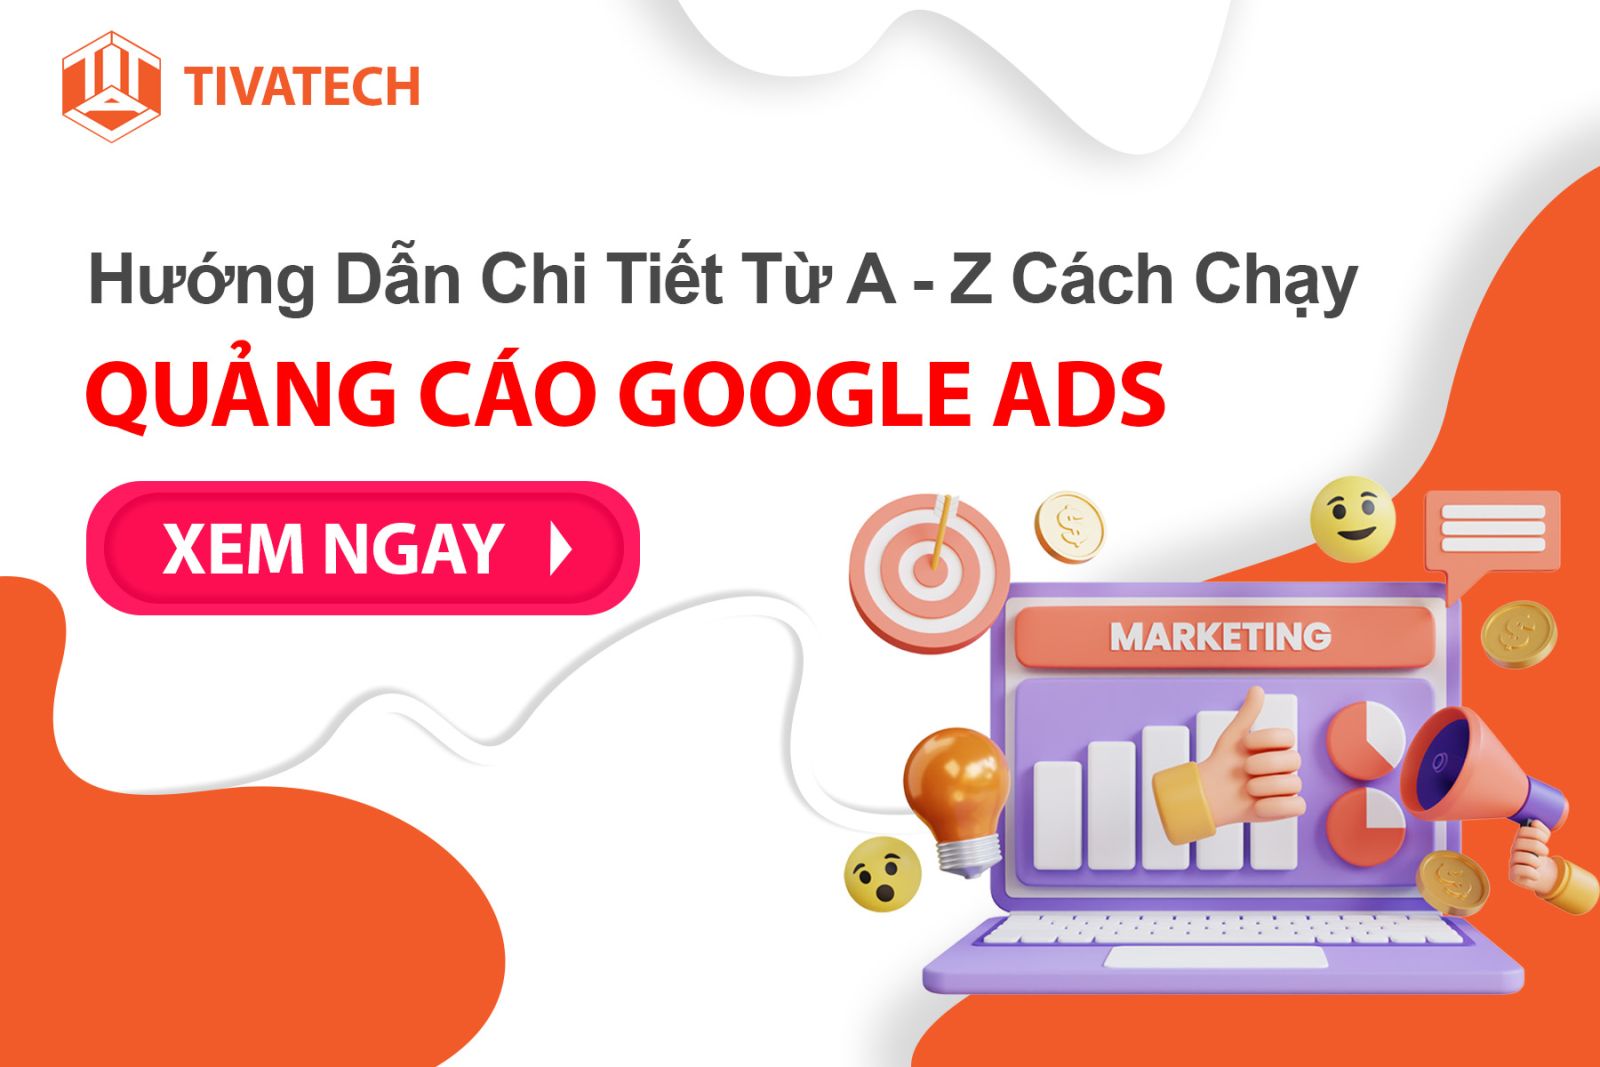 TIVATECH
Hướng Dẫn Chi Tiết Từ A - Z Cách Chạy
QUẢNG CÁO GOOGLE ADS
XEM NGAY
MARKETING